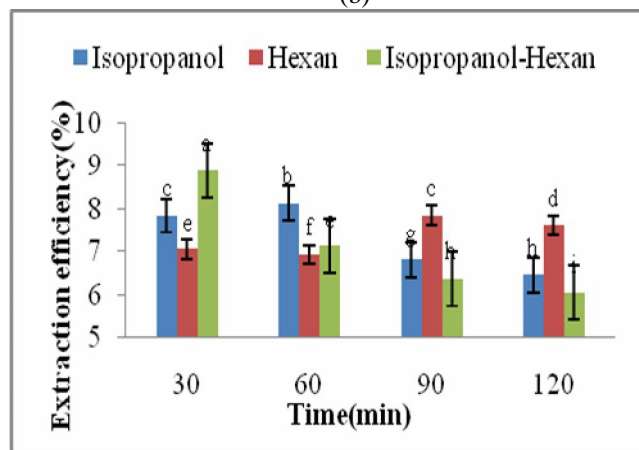 (b)
Isopropanol Hexan Isopropanol-Hexan
Extraction efficiency(%)
10
9
8
7
6
5
c e a
b f e
g c h
h d i
30 60 90 120
Time(min)